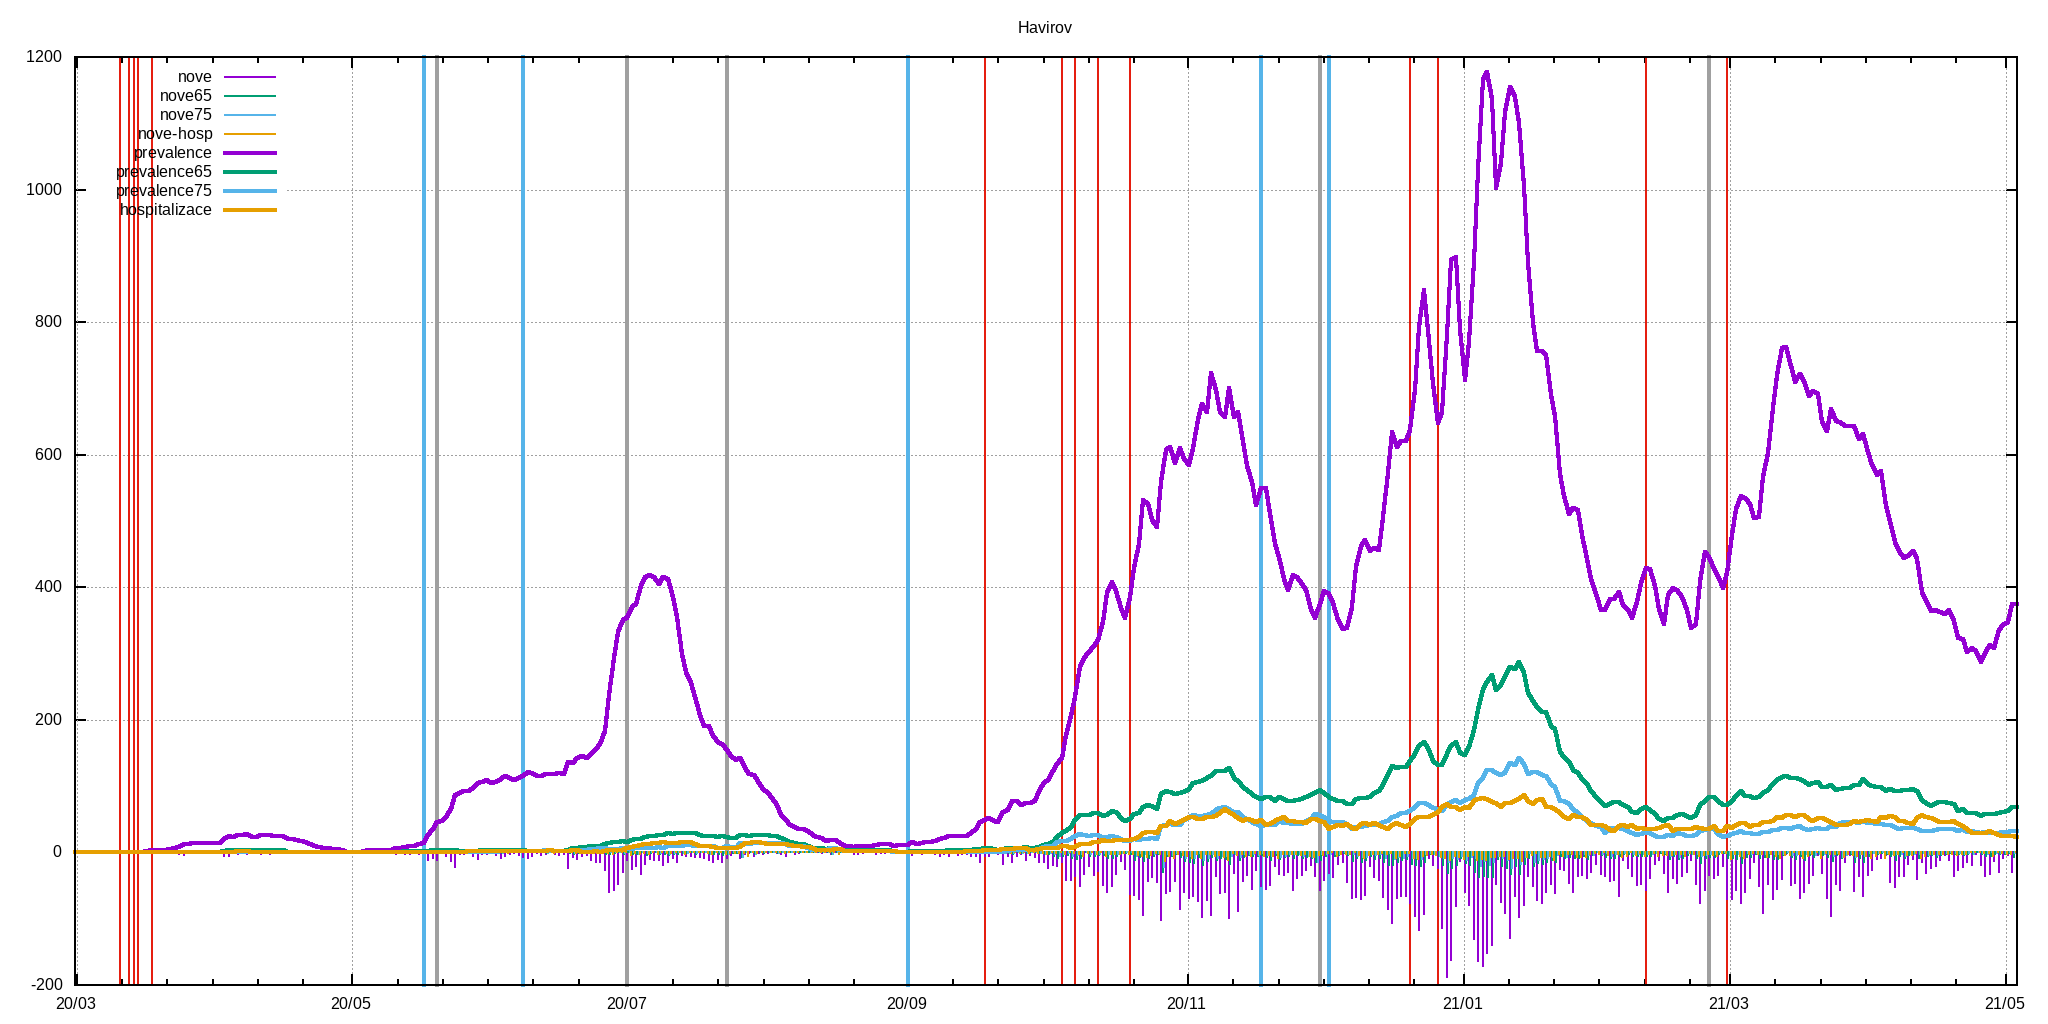 Havirov
1200
1000
800
600
400
200
0
-200
nove
nove65
nove75
nove-hosp
prevalence
prevalence65
prevalence75
hospitalizace
20/03 20/05 20/07 20/09 20/11 21/01 21/03 21/05